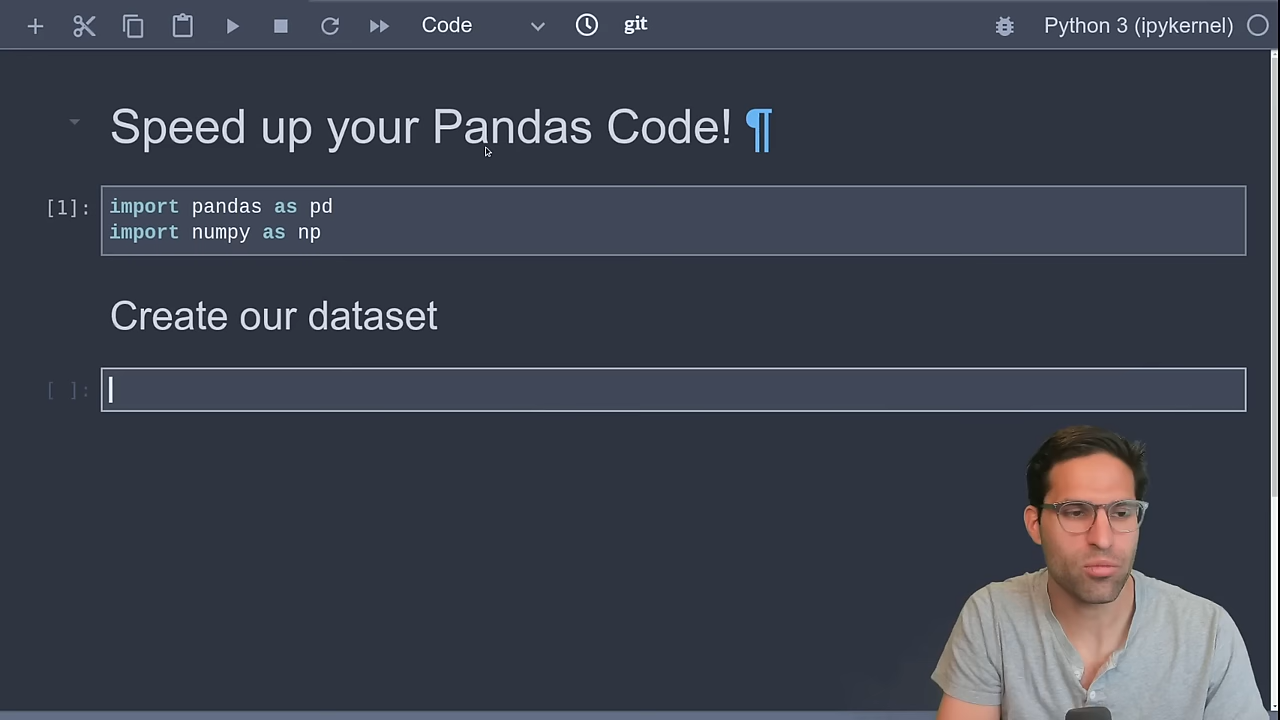 Code git Python 3 (ipykernel)
Speed up your Pandas Code! ¶
[1]: import pandas as pd
import numpy as np
Create our dataset
[ ]: